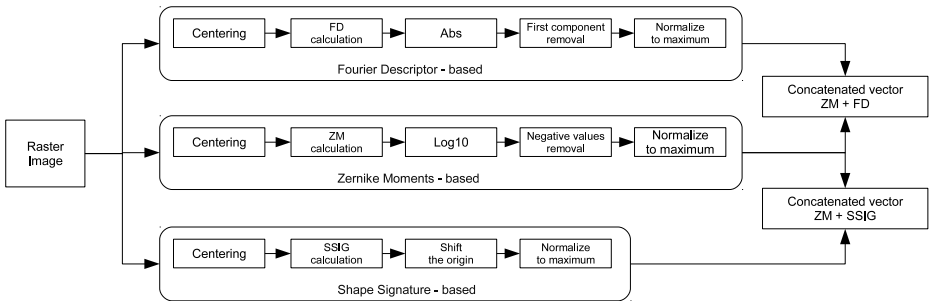 Centering
FD
calculation
Abs
First component
removal
Normalize
to maximum
Fourier Descriptor - based
Concatenated vector
ZM + FD
Raster
Image
Centering
ZM
calculation
Log10
Negative values
removal
Normalize
to maximum
Zernike Moments - based
Concatenated vector
ZM + SSIG
Centering
SSIG
calculation
Shift
the origin
Normalize
to maximum
Shape Signature - based